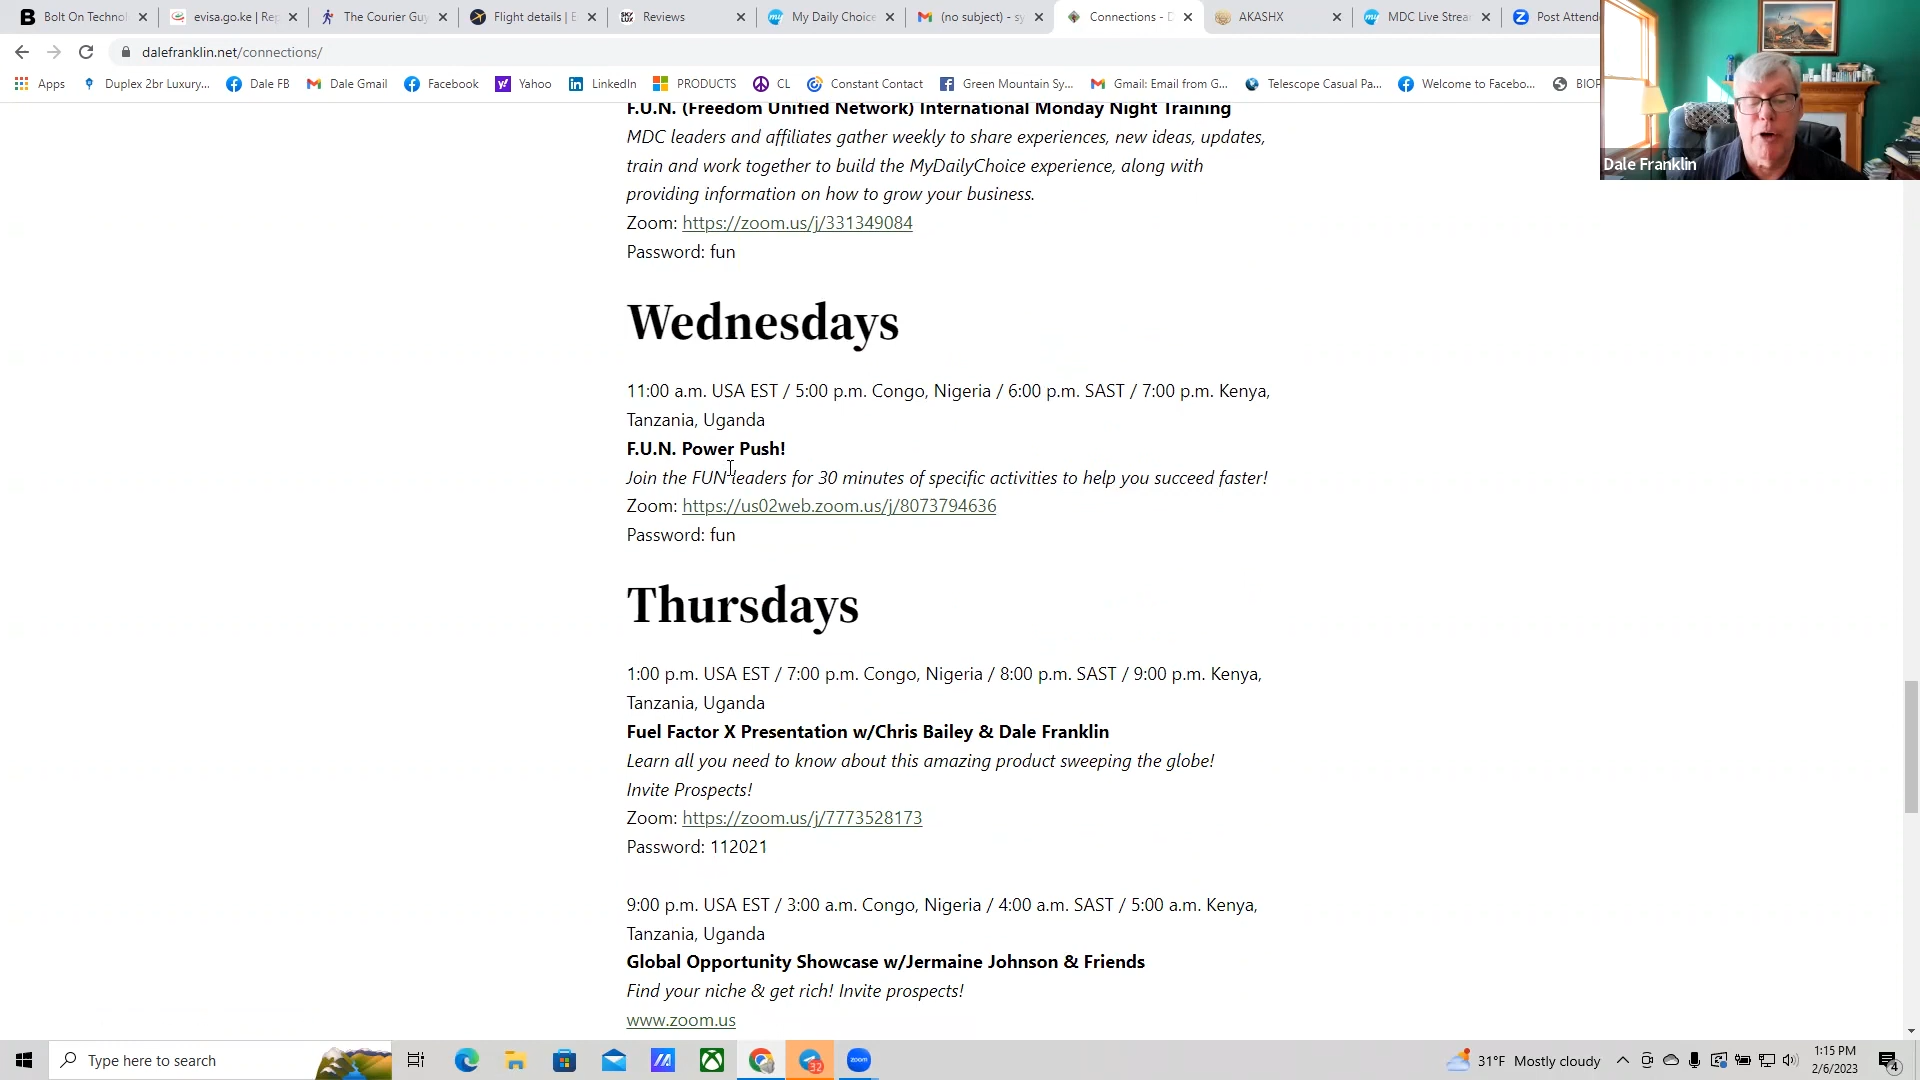 Bolt On Technol
evisa.go.ke | Rep
The Courier Guy
Flight details | E
Reviews
My Daily Choice
(no subject) - sy
Connections - D
AKASHX
MDC Live Strea
Post Attend
dalefranklin.net/connections/
Apps
Duplex 2br Luxury...
Dale FB
Dale Gmail
Facebook
Yahoo
LinkedIn
PRODUCTS
CL
Constant Contact
Green Mountain Sy...
Gmail: Email from G...
Telescope Casual Pa...
Welcome to Facebo...
BIOP
Dale Franklin
F.U.N. (Freedom Unified Network) International Monday Night Training
MDC leaders and affiliates gather weekly to share experiences, new ideas, updates,
train and work together to build the MyDailyChoice experience, along with
providing information on how to grow your business.
Zoom: https://zoom.us/j/331349084
Password: fun
Wednesdays
11:00 a.m. USA EST / 5:00 p.m. Congo, Nigeria / 6:00 p.m. SAST / 7:00 p.m. Kenya,
Tanzania, Uganda
F.U.N. Power Push!
Join the FUN leaders for 30 minutes of specific activities to help you succeed faster!
Zoom: https://us02web.zoom.us/j/8073794636
Password: fun
Thursdays
1:00 p.m. USA EST / 7:00 p.m. Congo, Nigeria / 8:00 p.m. SAST / 9:00 p.m. Kenya,
Tanzania, Uganda
Fuel Factor X Presentation w/Chris Bailey & Dale Franklin
Learn all you need to know about this amazing product sweeping the globe!
Invite Prospects!
Zoom: https://zoom.us/j/7773528173
Password: 112021
9:00 p.m. USA EST / 3:00 a.m. Congo, Nigeria / 4:00 a.m. SAST / 5:00 a.m. Kenya,
Tanzania, Uganda
Global Opportunity Showcase w/Jermaine Johnson & Friends
Find your niche & get rich! Invite prospects!
www.zoom.us
Type here to search
32
zoom
31°F Mostly cloudy
1:15 PM
2/6/2023
4